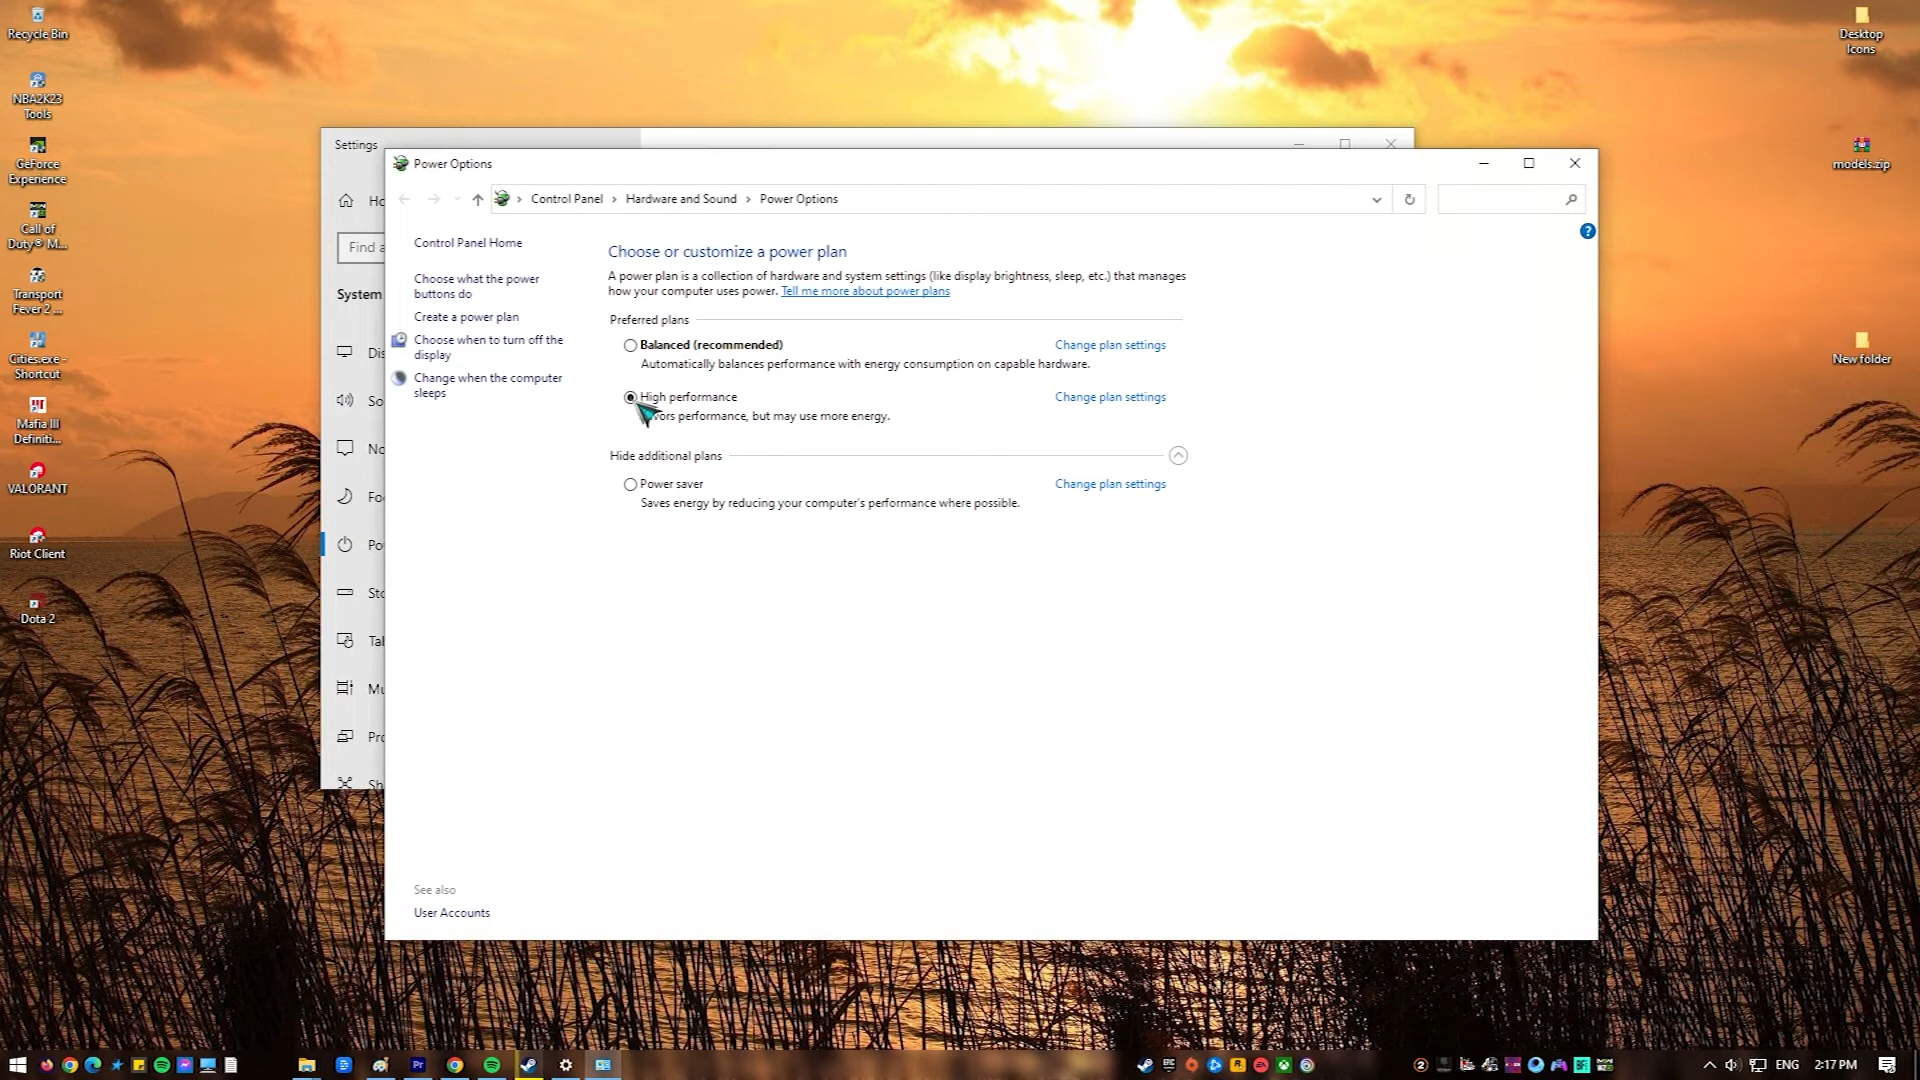 Recycle Bin
NBA2K23
Tools
GeForce
Experience
Call of
Duty® M...
Transport
Fever 2 ...
Cities.exe -
Shortcut
Mafia III
Definiti...
VALORANT
Riot Client
Dota 2
Desktop
Icons
models.zip
New folder
Settings
Find a
System
Power Options
Control Panel
Hardware and Sound
Power Options
Control Panel Home
Choose what the power
buttons do
Create a power plan
Choose when to turn off the
display
Change when the computer
sleeps
See also
User Accounts
Choose or customize a power plan
A power plan is a collection of hardware and system settings (like display brightness, sleep, etc.) that manages
how your computer uses power. Tell me more about power plans
Preferred plans
Balanced (recommended) Change plan settings
Automatically balances performance with energy consumption on capable hardware.
High performance Change plan settings
performance, but may use more energy.
Hide additional plans
Power saver Change plan settings
Saves energy by reducing your computer's performance where possible.
Pr
ENG
2:17 PM